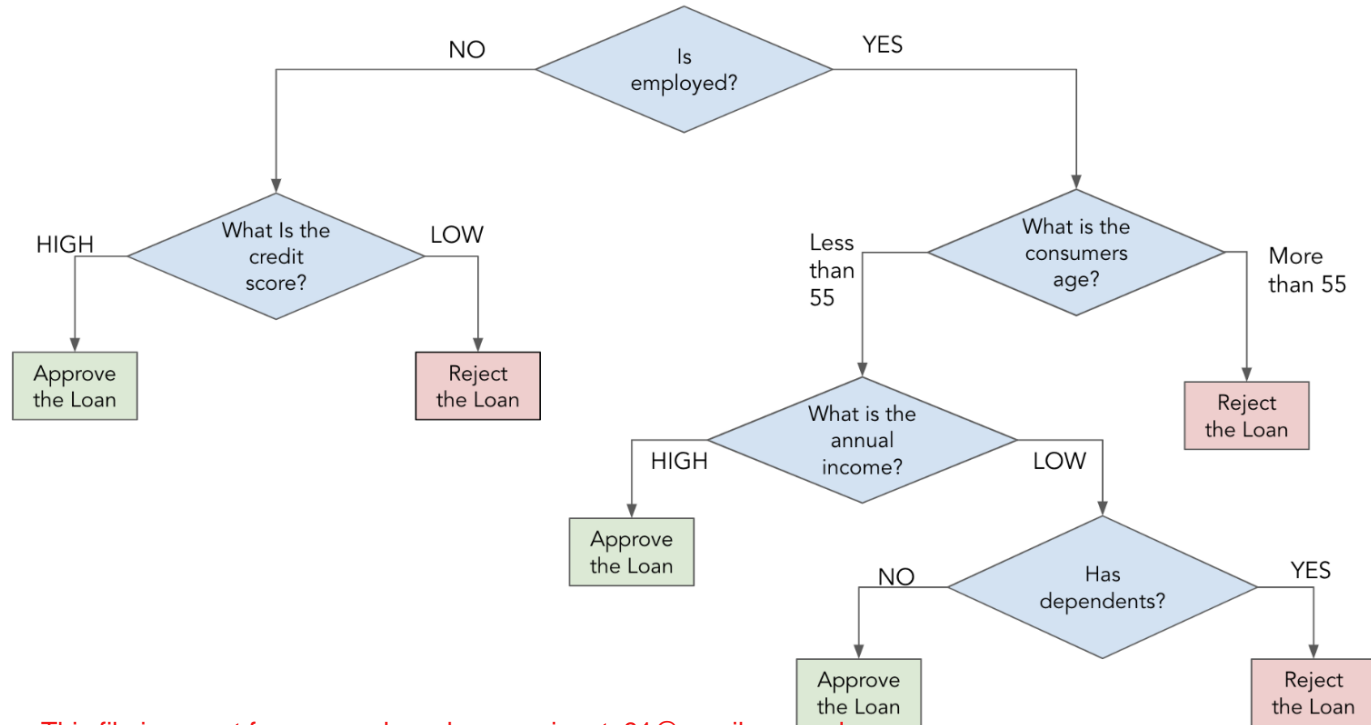 Is
employed?
NO
YES
What Is the
credit
score?
HIGH
LOW
What is the
consumers
age?
Less
than
55
More
than 55
Approve
the Loan
Reject
the Loan
Reject
the Loan
What is the
annual
income?
HIGH
LOW
Approve
the Loan
Has
dependents?
NO
YES
Approve
the Loan
Reject
the Loan